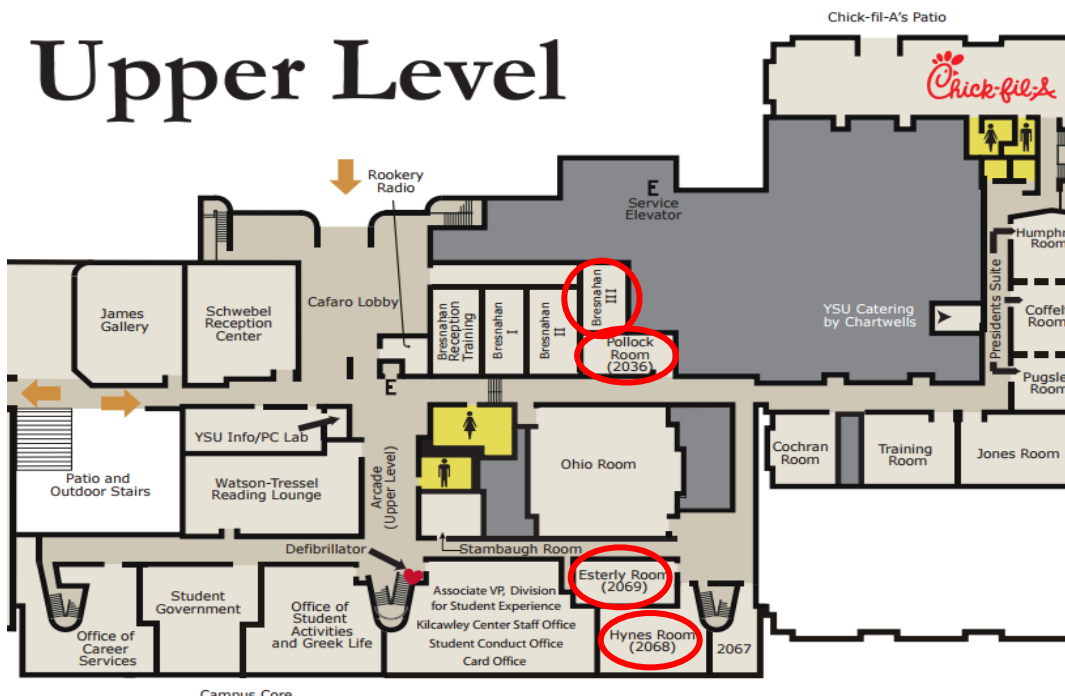 Chick-fil-A's Patio
Upper Level
Chick-fil-A
Rookery
Radio
E
Service
Elevator
Humphr
Room
James
Gallery
Schwebel
Reception
Center
Cafaro Lobby
Bresnahan
Reception
Training
Bresnahan
I
Bresnahan
II
Bresnahan
III
Pollock
Room
(2036)
YSU Catering
by Chartwells
Presidents Suite
Coffel
Room
Pugsle
Room
E
YSU Info/PC Lab
Patio and
Outdoor Stairs
Watson-Tressel
Reading Lounge
Arcade
(Upper Level)
Ohio Room
Cochran
Room
Training
Room
Jones Room
Defibrillator
Stambaugh Room
Esterly Room
(2069)
Office of
Career
Services
Student
Government
Office of
Student
Activities
and Greek Life
Associate VP, Division
for Student Experience
Kilcawley Center Staff Office
Student Conduct Office
Card Office
Hynes Room
(2068)
2067
Campus Core